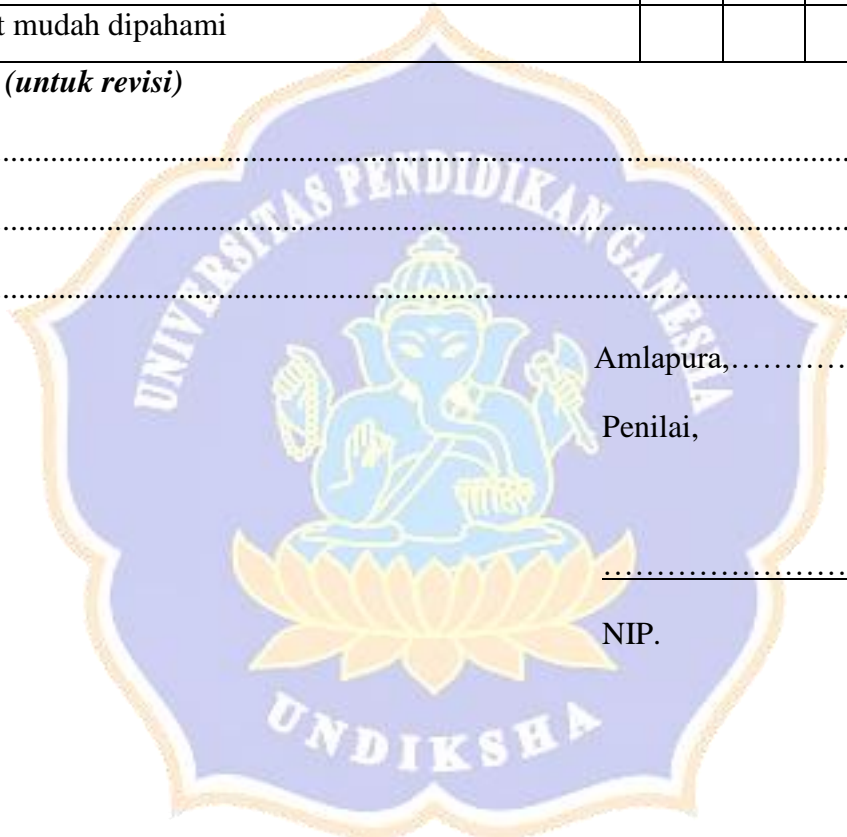 t mudah dipahami
(untuk revisi)
........................................................................................................................
........................................................................................................................
........................................................................................................................
UNIVERSITAS PENDIDIKAN GANESHA
Amlapura,…………
Penilai,
……………………
NIP.
UNDIKSHA